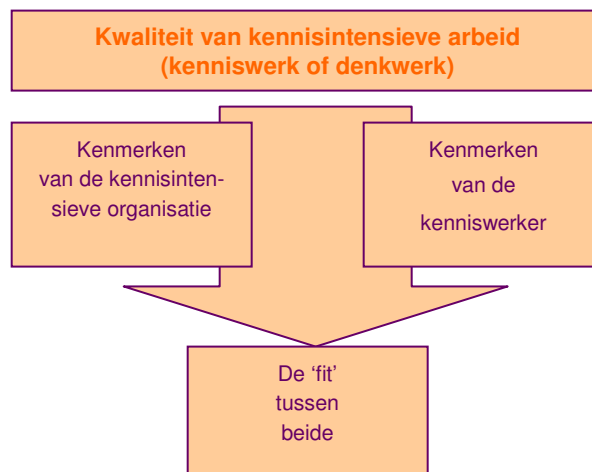 Kwaliteit van kennisintensieve arbeid
(kenniswerk of denkwerk)
Kenmerken
van de kennisinten-
sieve organisatie
Kenmerken
van de
kenniswerker
De ‘fit’
tussen
beide